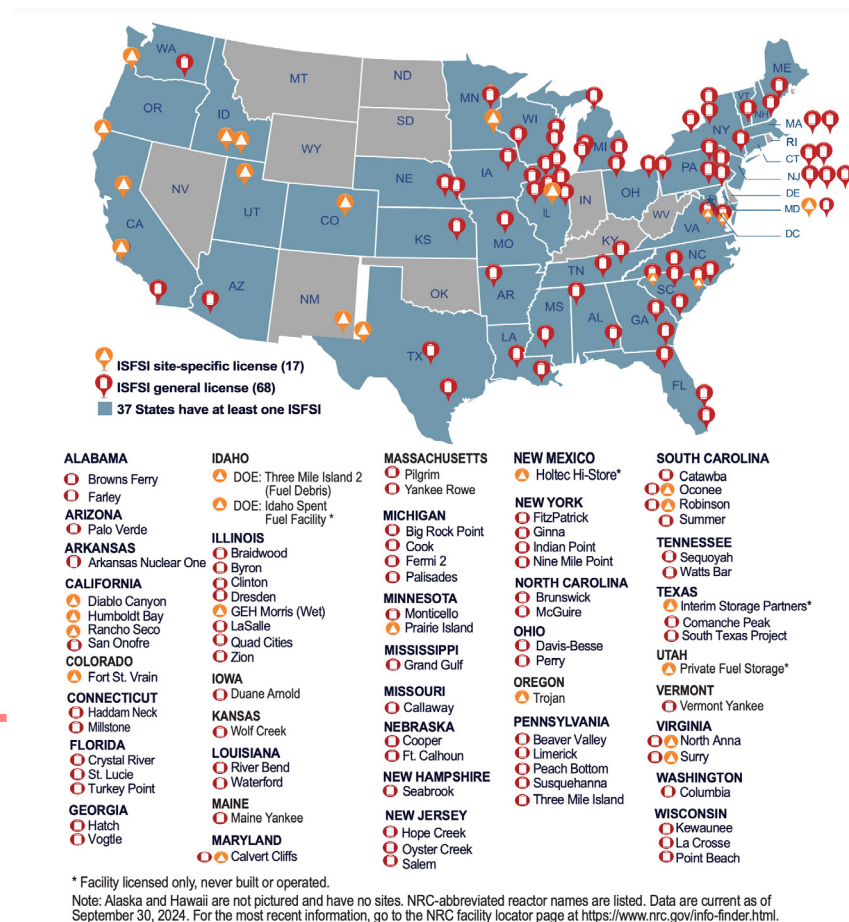 WA
MT
ND
MN
ME
OR
ID
SD
WI
MI
VT
NH
NY
MA
RI
CT
NJ
DE
MD
DC
WY
NE
IA
IL
IN
OH
PA
NV
UT
CO
KS
MO
KY
WV
VA
CA
AZ
NM
OK
AR
TN
NC
SC
MS
AL
GA
LA
TX
FL
ISFSI site-specific license (17)
ISFSI general license (68)
37 States have at least one ISFSI
ALABAMA
Browns Ferry
Farley
ARIZONA
Palo Verde
ARKANSAS
Arkansas Nuclear One
CALIFORNIA
Diablo Canyon
Humboldt Bay
Rancho Seco
San Onofre
COLORADO
Fort St. Vrain
CONNECTICUT
Haddam Neck
Millstone
FLORIDA
Crystal River
St. Lucie
Turkey Point
GEORGIA
Hatch
Vogtle
IDAHO
DOE: Three Mile Island 2
(Fuel Debris)
DOE: Idaho Spent
Fuel Facility *
ILLINOIS
Braidwood
Byron
Clinton
Dresden
GEH Morris (Wet)
LaSalle
Quad Cities
Zion
IOWA
Duane Arnold
KANSAS
Wolf Creek
LOUISIANA
River Bend
Waterford
MAINE
Maine Yankee
MARYLAND
Calvert Cliffs
MASSACHUSETTS
Pilgrim
Yankee Rowe
MICHIGAN
Big Rock Point
Cook
Fermi 2
Palisades
MINNESOTA
Monticello
Prairie Island
MISSISSIPPI
Grand Gulf
MISSOURI
Callaway
NEBRASKA
Cooper
Ft. Calhoun
NEW HAMPSHIRE
Seabrook
NEW JERSEY
Hope Creek
Oyster Creek
Salem
NEW MEXICO
Holtec Hi-Store*
NEW YORK
FitzPatrick
Ginna
Indian Point
Nine Mile Point
NORTH CAROLINA
Brunswick
McGuire
OHIO
Davis-Besse
Perry
OREGON
Trojan
PENNSYLVANIA
Beaver Valley
Limerick
Peach Bottom
Susquehanna
Three Mile Island
SOUTH CAROLINA
Catawba
Oconee
Robinson
Summer
TENNESSEE
Sequoyah
Watts Bar
TEXAS
Interim Storage Partners*
Comanche Peak
South Texas Project
UTAH
Private Fuel Storage*
VERMONT
Vermont Yankee
VIRGINIA
North Anna
Surry
WASHINGTON
Columbia
WISCONSIN
Kewaunee
La Crosse
Point Beach
* Facility licensed only, never built or operated.
Note: Alaska and Hawaii are not pictured and have no sites. NRC-abbreviated reactor names are listed. Data are current as of
September 30, 2024. For the most recent information, go to the NRC facility locator page at https://www.nrc.gov/info-finder.html.